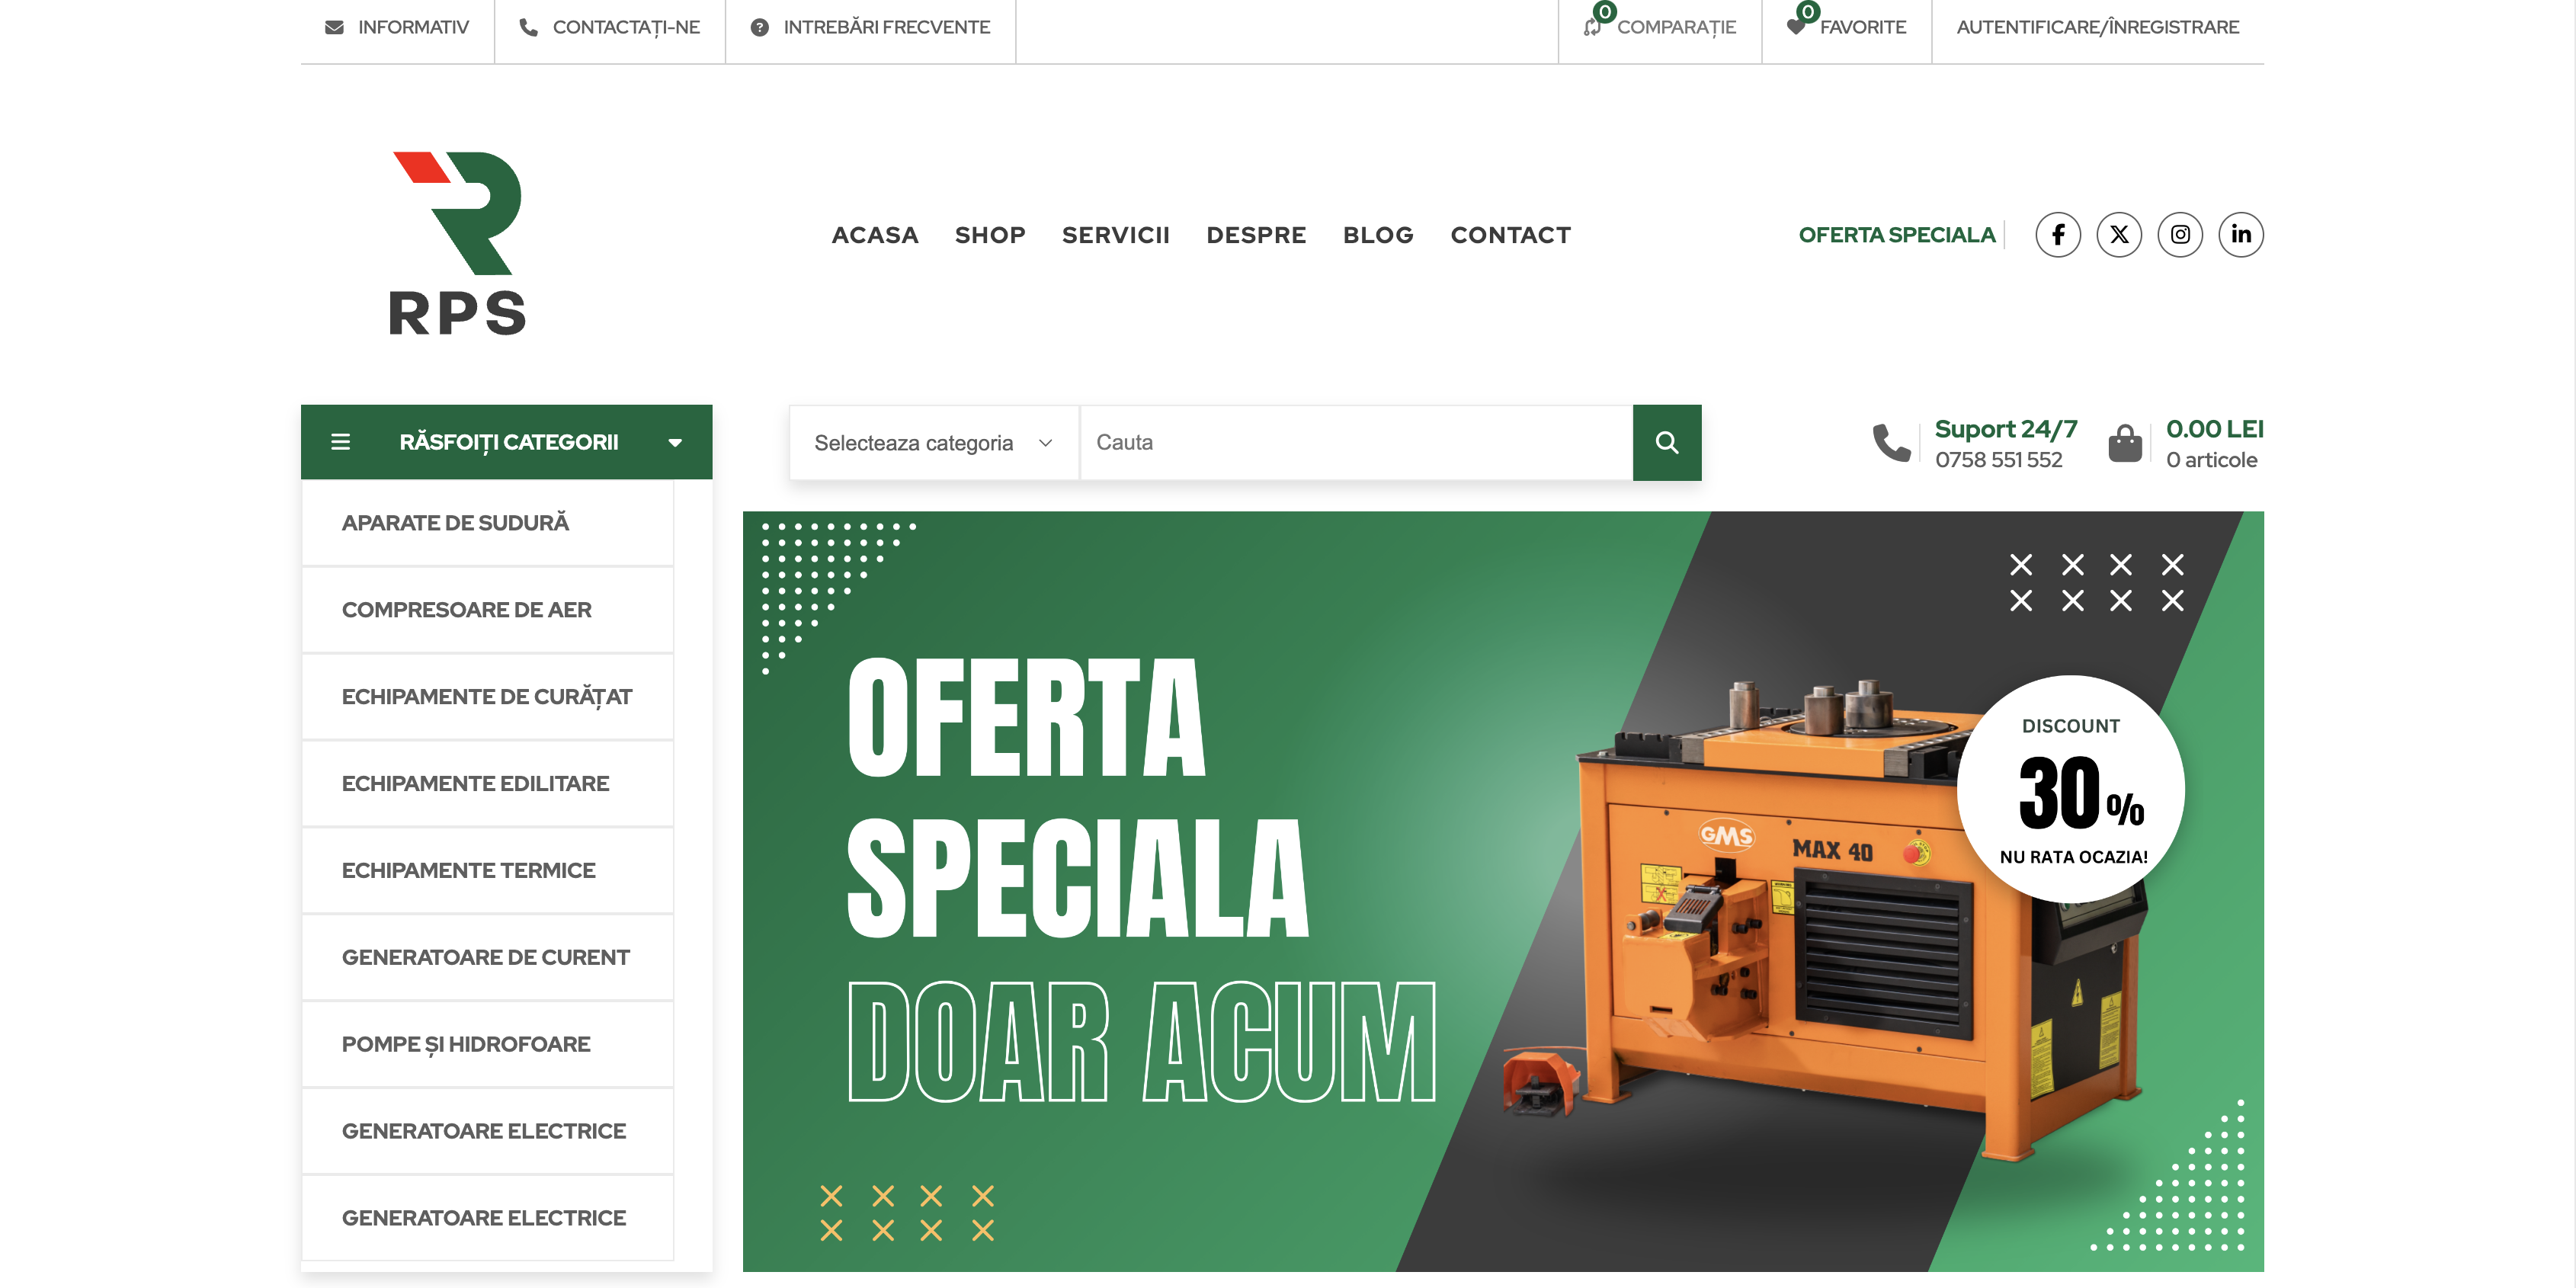 INFORMATIV
CONTACTAȚI-NE
INTREBĂRI FRECVENTE
0
COMPARAȚIE
0
FAVORITE
AUTENTIFICARE/ÎNREGISTRARE
RPS
ACASA
SHOP
SERVICII
DESPRE
BLOG
CONTACT
OFERTA SPECIALA
RĂSFOIȚI CATEGORII
Selecteaza categoria
Cauta
Suport 24/7
0758 551 552
0.00 LEI
0 articole
APARATE DE SUDURĂ
COMPRESOARE DE AER
ECHIPAMENTE DE CURĂȚAT
ECHIPAMENTE EDILITARE
ECHIPAMENTE TERMICE
GENERATOARE DE CURENT
POMPE ȘI HIDROFOARE
GENERATOARE ELECTRICE
GENERATOARE ELECTRICE
OFERTA
SPECIALA
DOAR ACUM
DISCOUNT
30%
NU RATA OCAZIA!
GMS
MAX 40